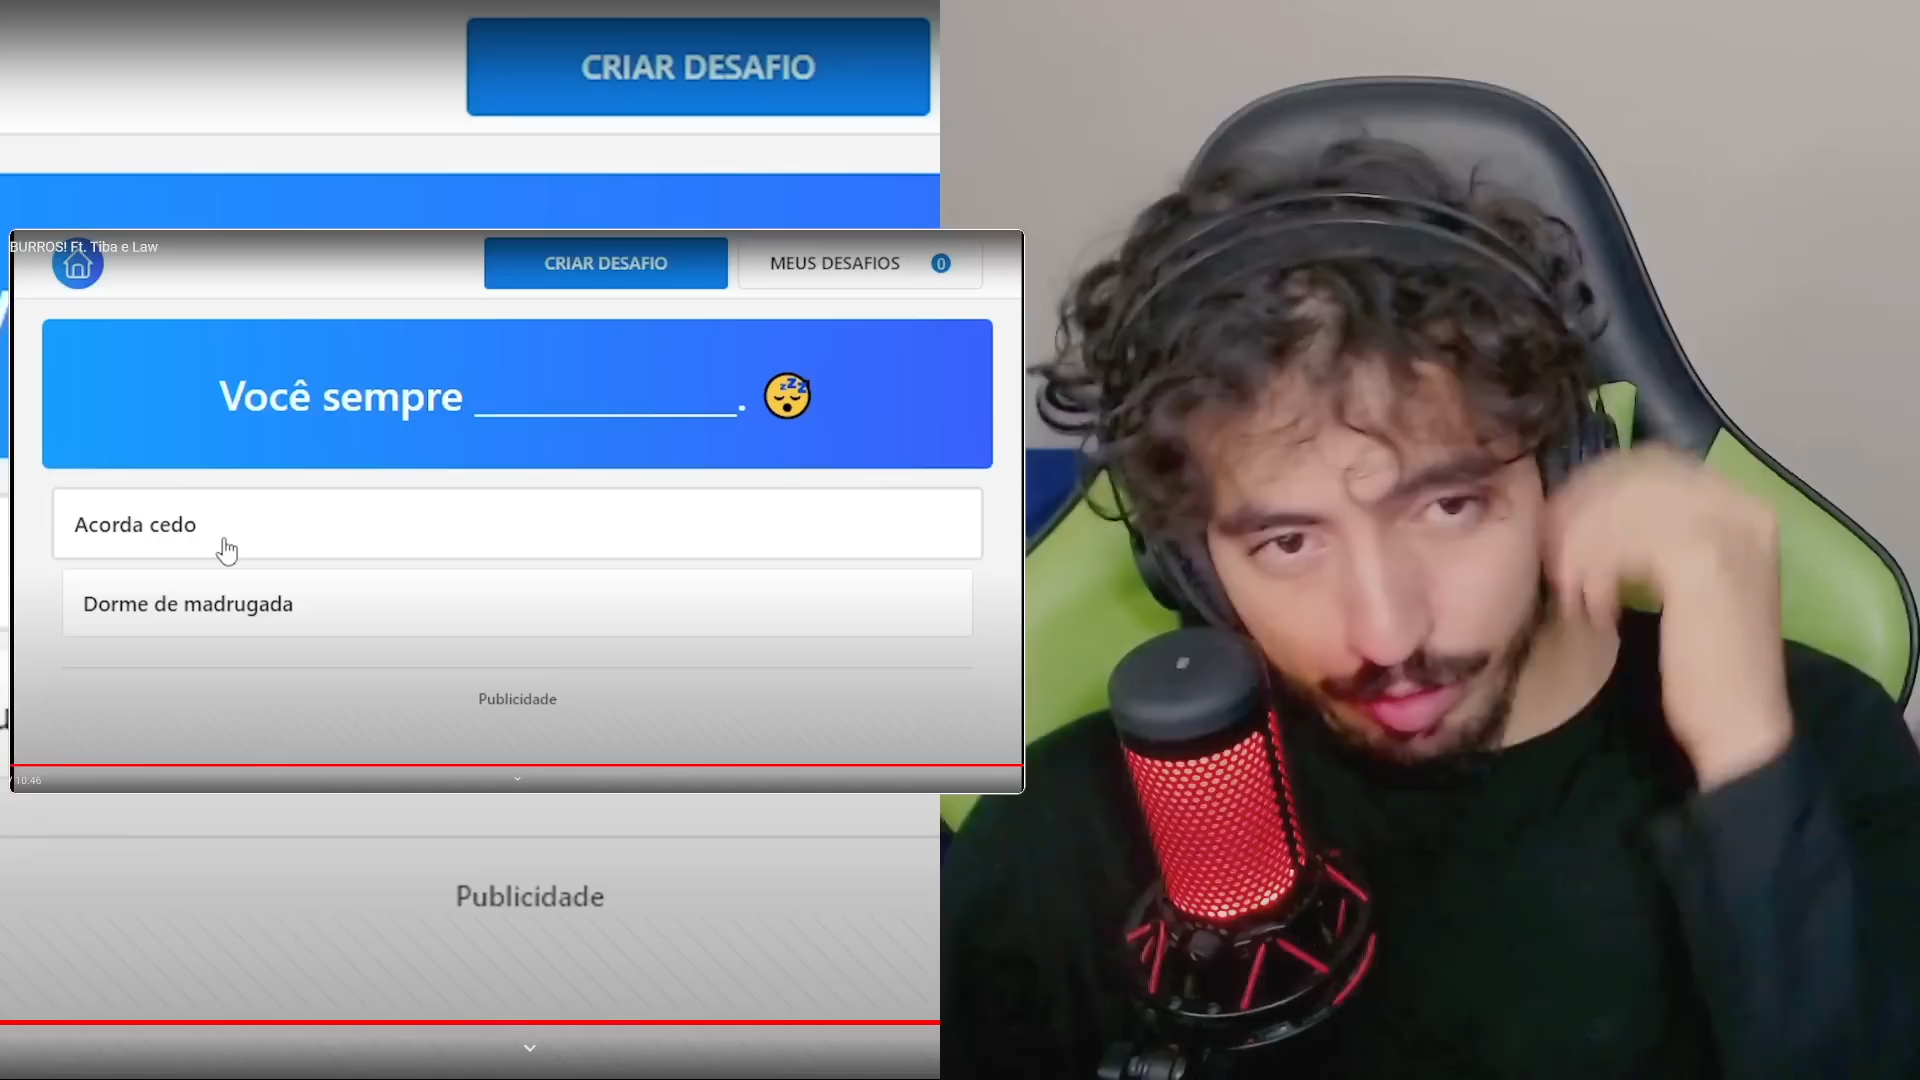 CRIAR DESAFIO
BURROS! Ft. Tiba e Law
CRIAR DESAFIO
MEUS DESAFIOS 0
Você sempre ____________.
Acorda cedo
Dorme de madrugada
Publicidade
/ 10:46
Publicidade